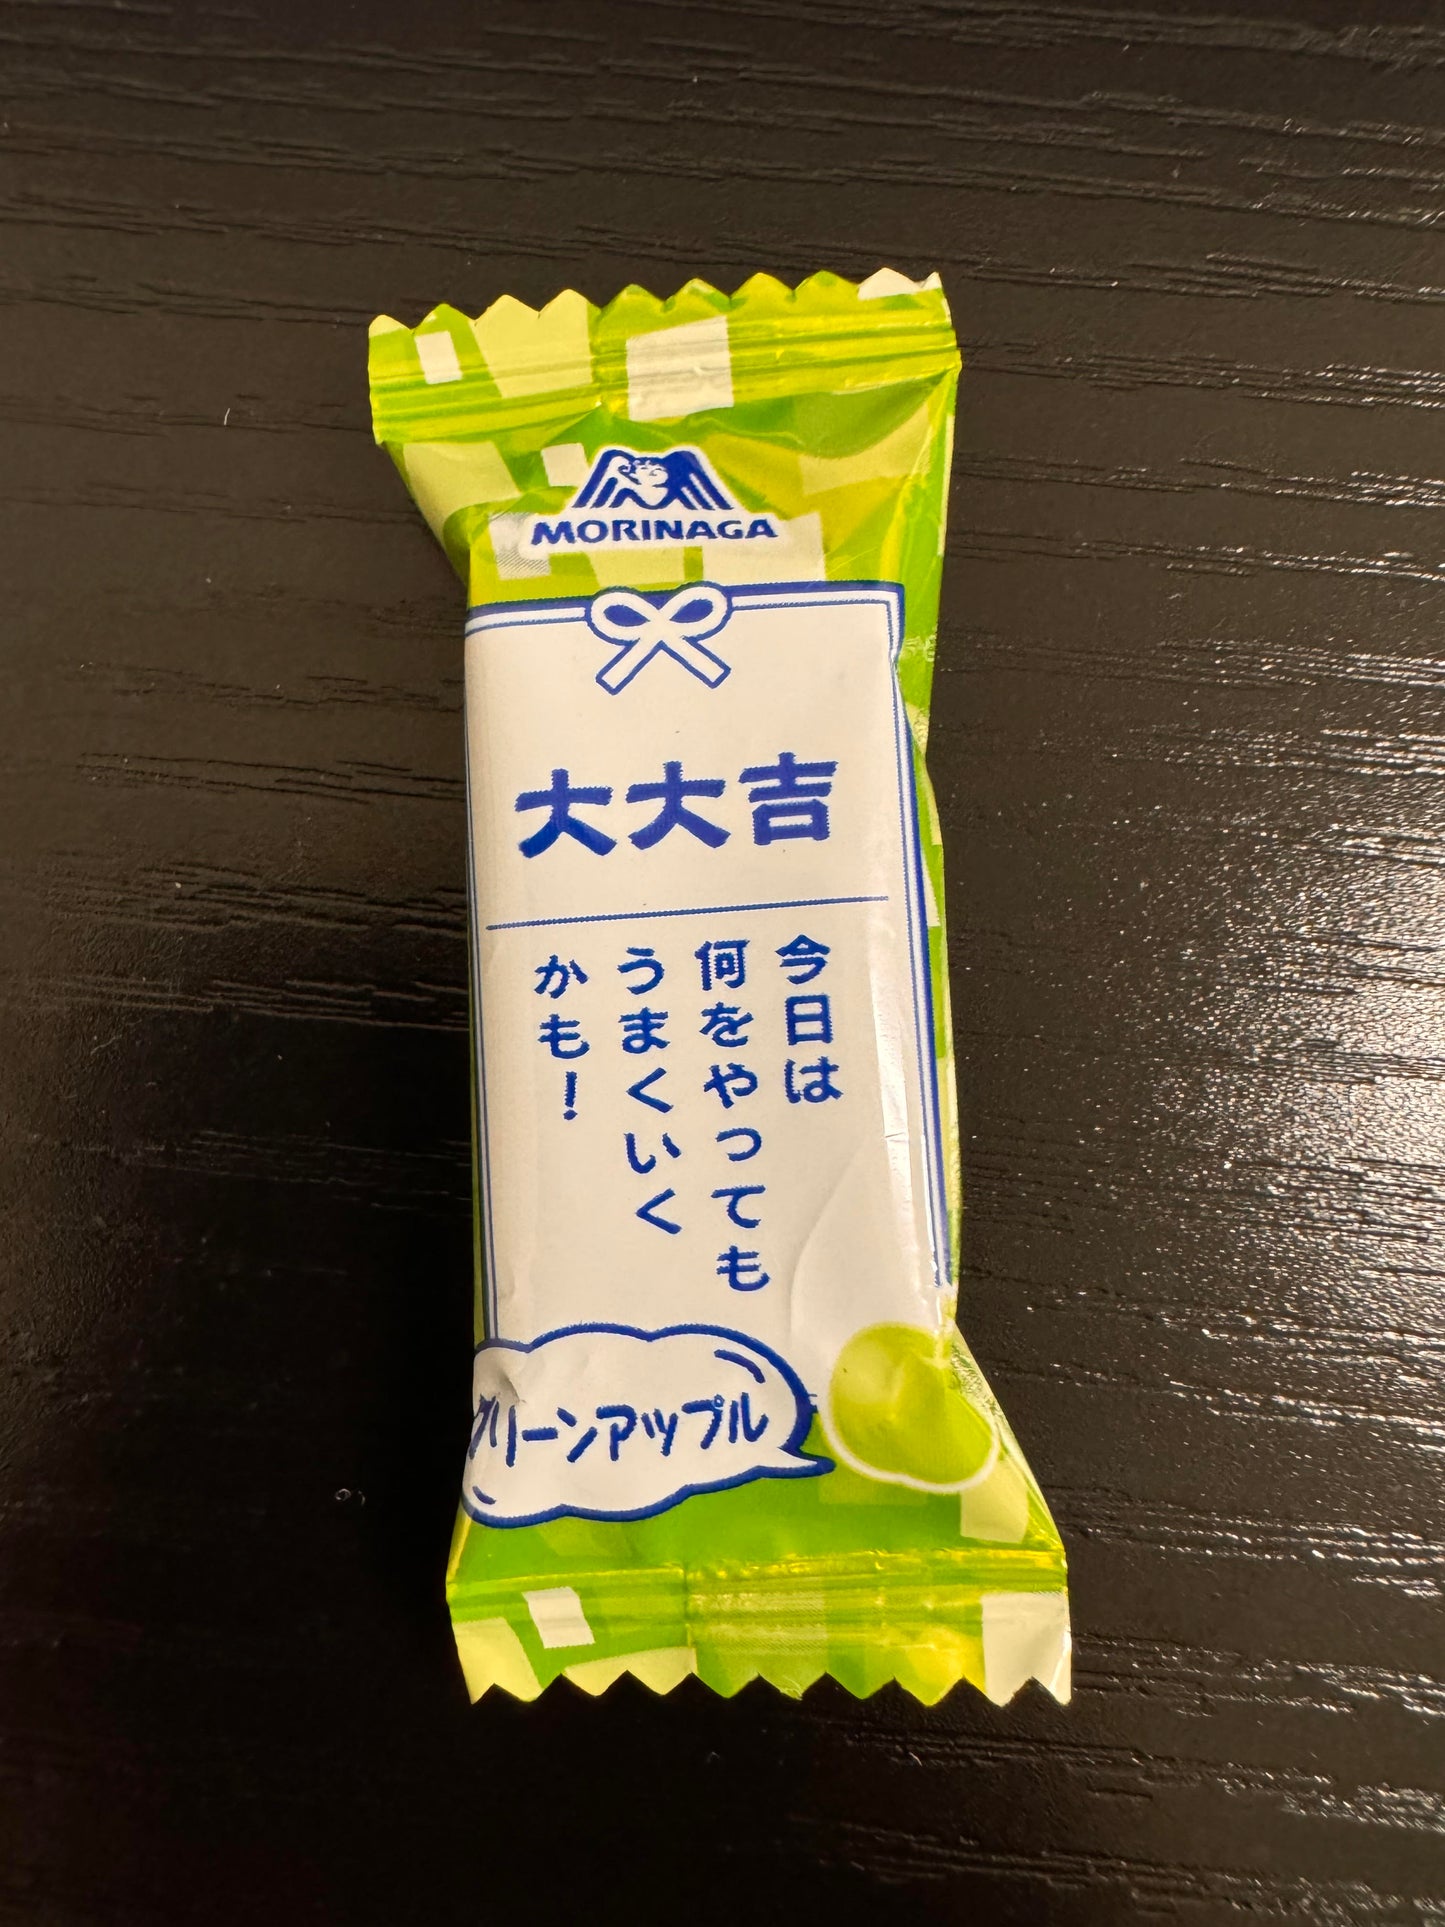 MORINAGA
大大吉
今日は
何をやっても
うまくいく
かも！
グリーンアップル